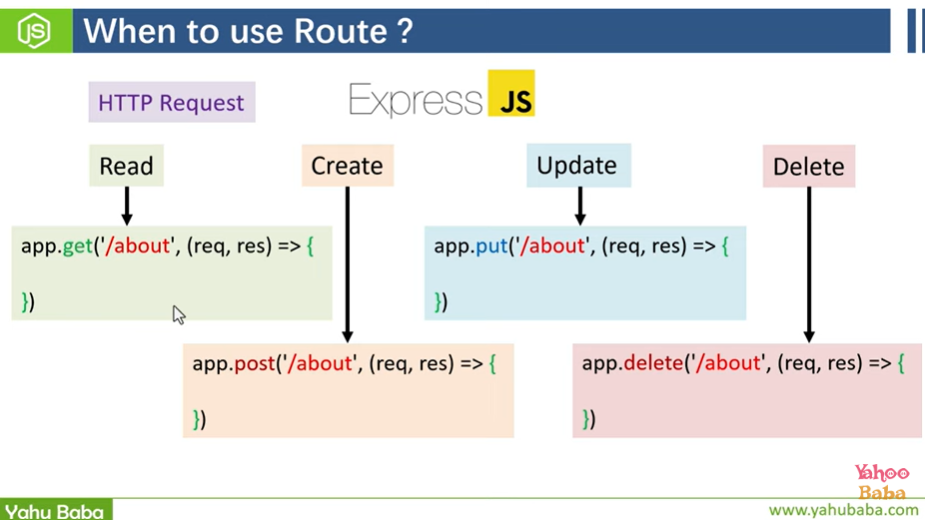 JS
When to use Route ?
HTTP Request
Express JS
Read
Create
Update
Delete
app.get('/about', (req, res) => {
})
app.put('/about', (req, res) => {
})
app.post('/about', (req, res) => {
})
app.delete('/about', (req, res) => {
})
Yahoo
Baba
Yahu Baba
www.yahubaba.com